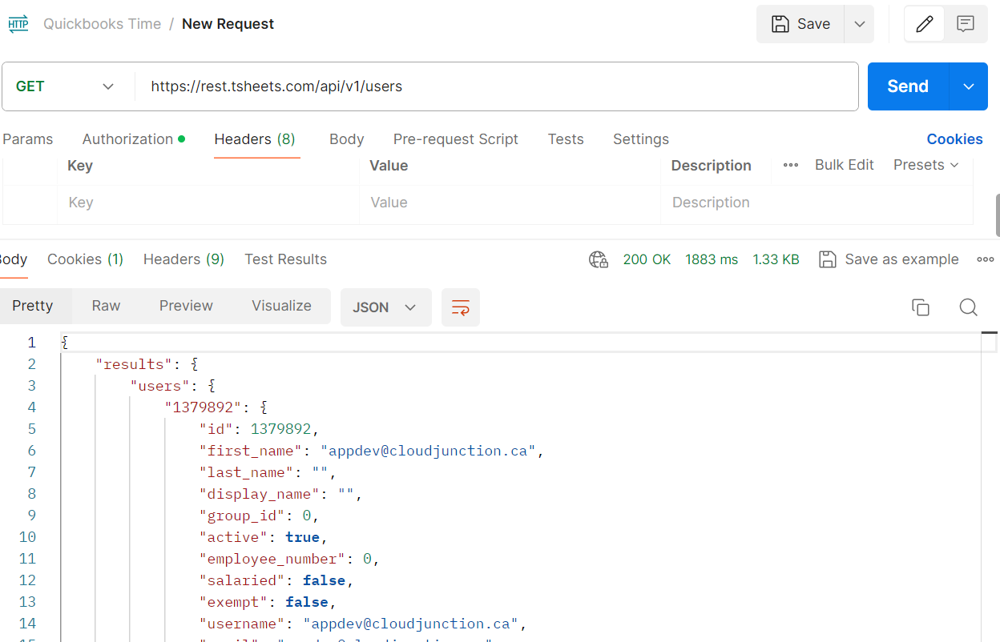 HTTP Quickbooks Time / New Request Save
GET https://rest.tsheets.com/api/v1/users Send
Params Authorization Headers (8) Body Pre-request Script Tests Settings Cookies
Key Value Description Bulk Edit Presets
Key Value Description
Body Cookies (1) Headers (9) Test Results 200 OK 1883 ms 1.33 KB Save as example
Pretty Raw Preview Visualize JSON
1 {
2 "results": {
3 "users": {
4 "1379892": {
5 "id": 1379892,
6 "first_name": "appdev@cloudjunction.ca",
7 "last_name": "",
8 "display_name": "",
9 "group_id": 0,
10 "active": true,
11 "employee_number": 0,
12 "salaried": false,
13 "exempt": false,
14 "username": "appdev@cloudjunction.ca",